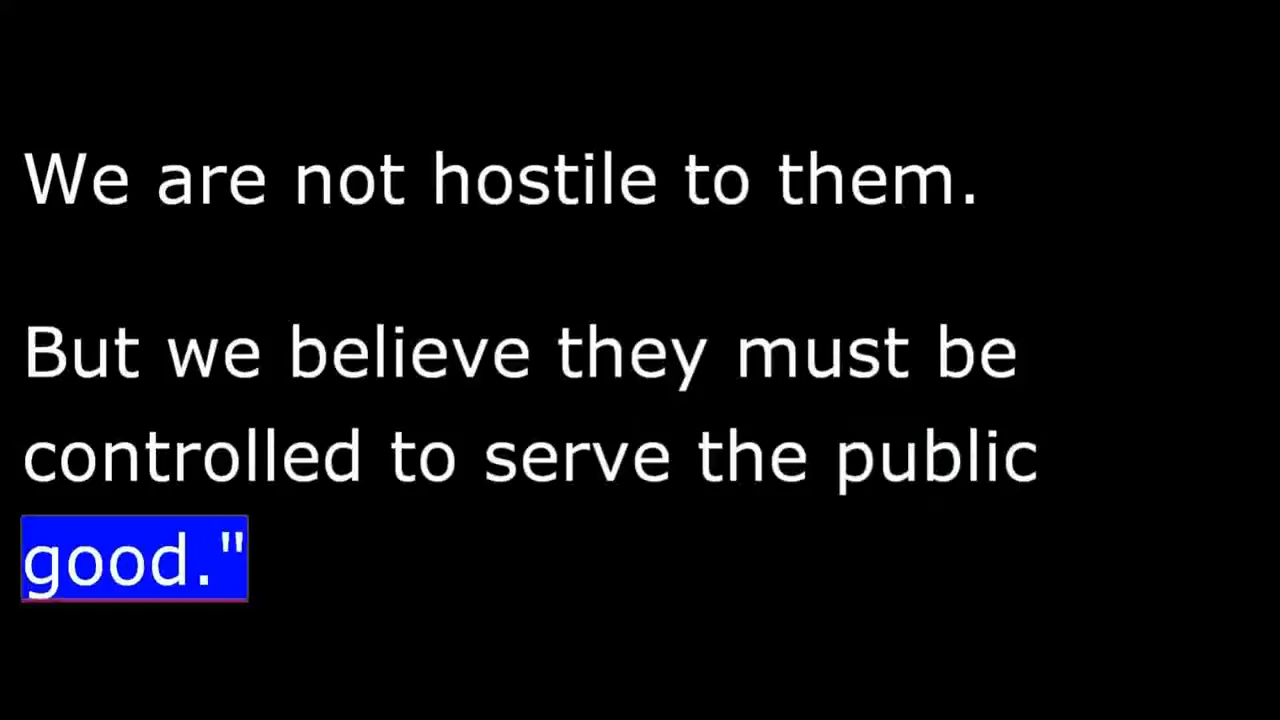 We are not hostile to them.
But we believe they must be
controlled to serve the public
good."